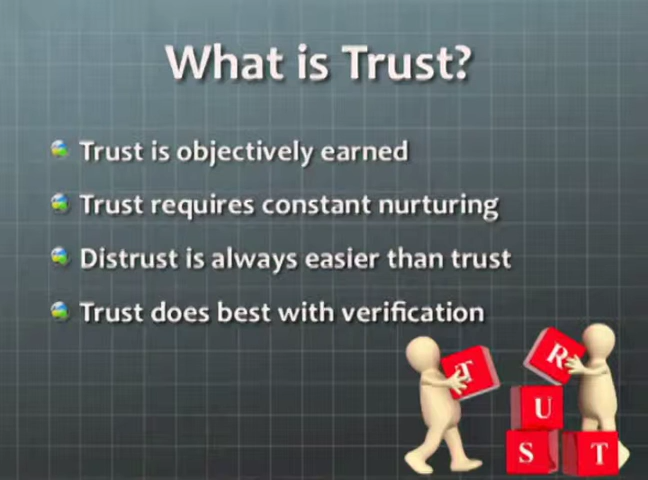 What is Trust?
Trust is objectively earned
Trust requires constant nurturing
Distrust is always easier than trust
Trust does best with verification
T R
U
S T